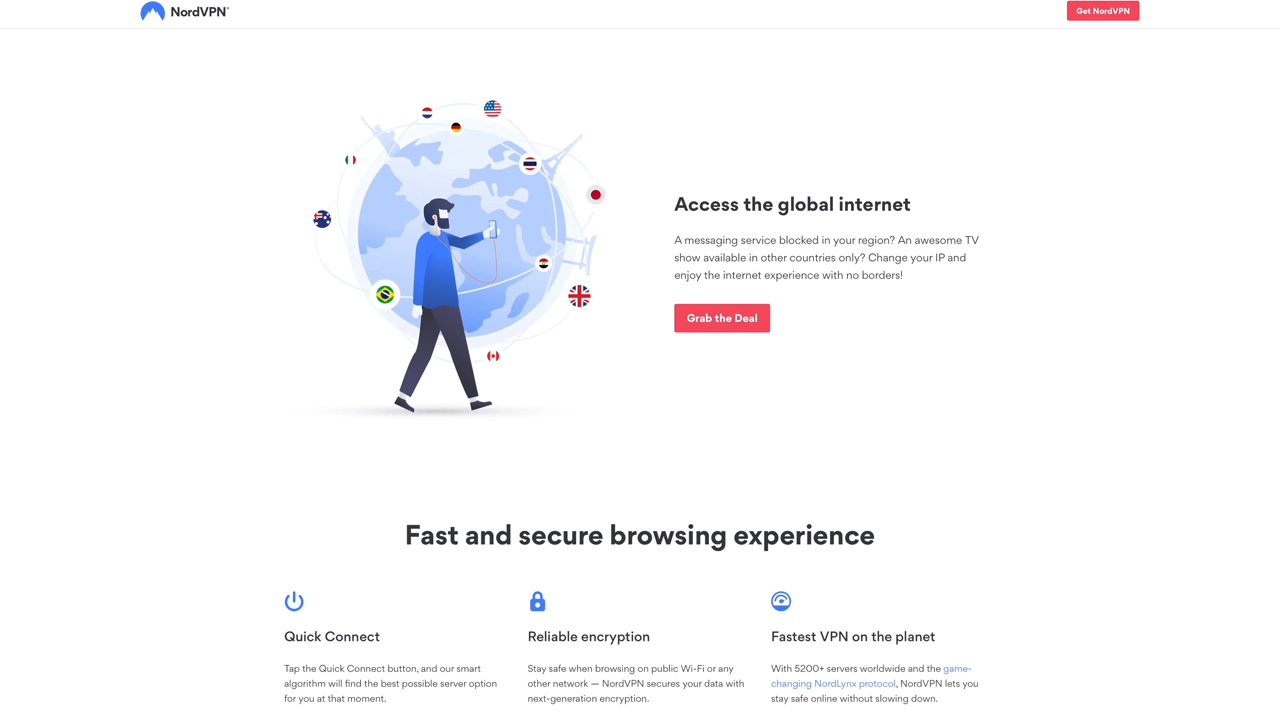 NordVPN®
Get NordVPN
Access the global internet
A messaging service blocked in your region? An awesome TV
show available in other countries only? Change your IP and
enjoy the internet experience with no borders!
Grab the Deal
Fast and secure browsing experience
Quick Connect
Tap the Quick Connect button, and our smart
algorithm will find the best possible server option
for you at that moment.
Reliable encryption
Stay safe when browsing on public Wi-Fi or any
other network — NordVPN secures your data with
next-generation encryption.
Fastest VPN on the planet
With 5200+ servers worldwide and the game-
changing NordLynx protocol, NordVPN lets you
stay safe online without slowing down.